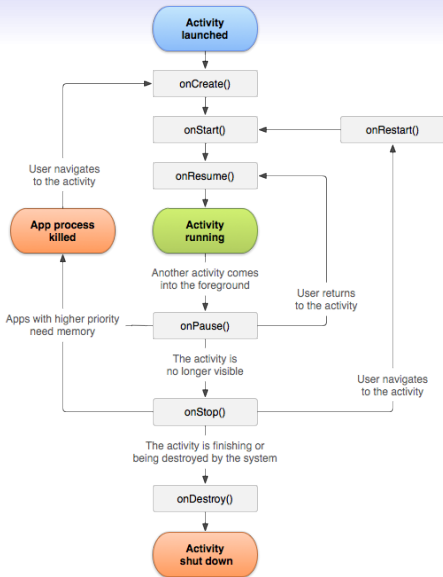 Activity
launched
onCreate()
onStart()
onRestart()
User navigates
to the activity
onResume()
App process
killed
Activity
running
Another activity comes
into the foreground
User returns
to the activity
Apps with higher priority
need memory
onPause()
The activity is
no longer visible
User navigates
to the activity
onStop()
The activity is finishing or
being destroyed by the system
onDestroy()
Activity
shut down